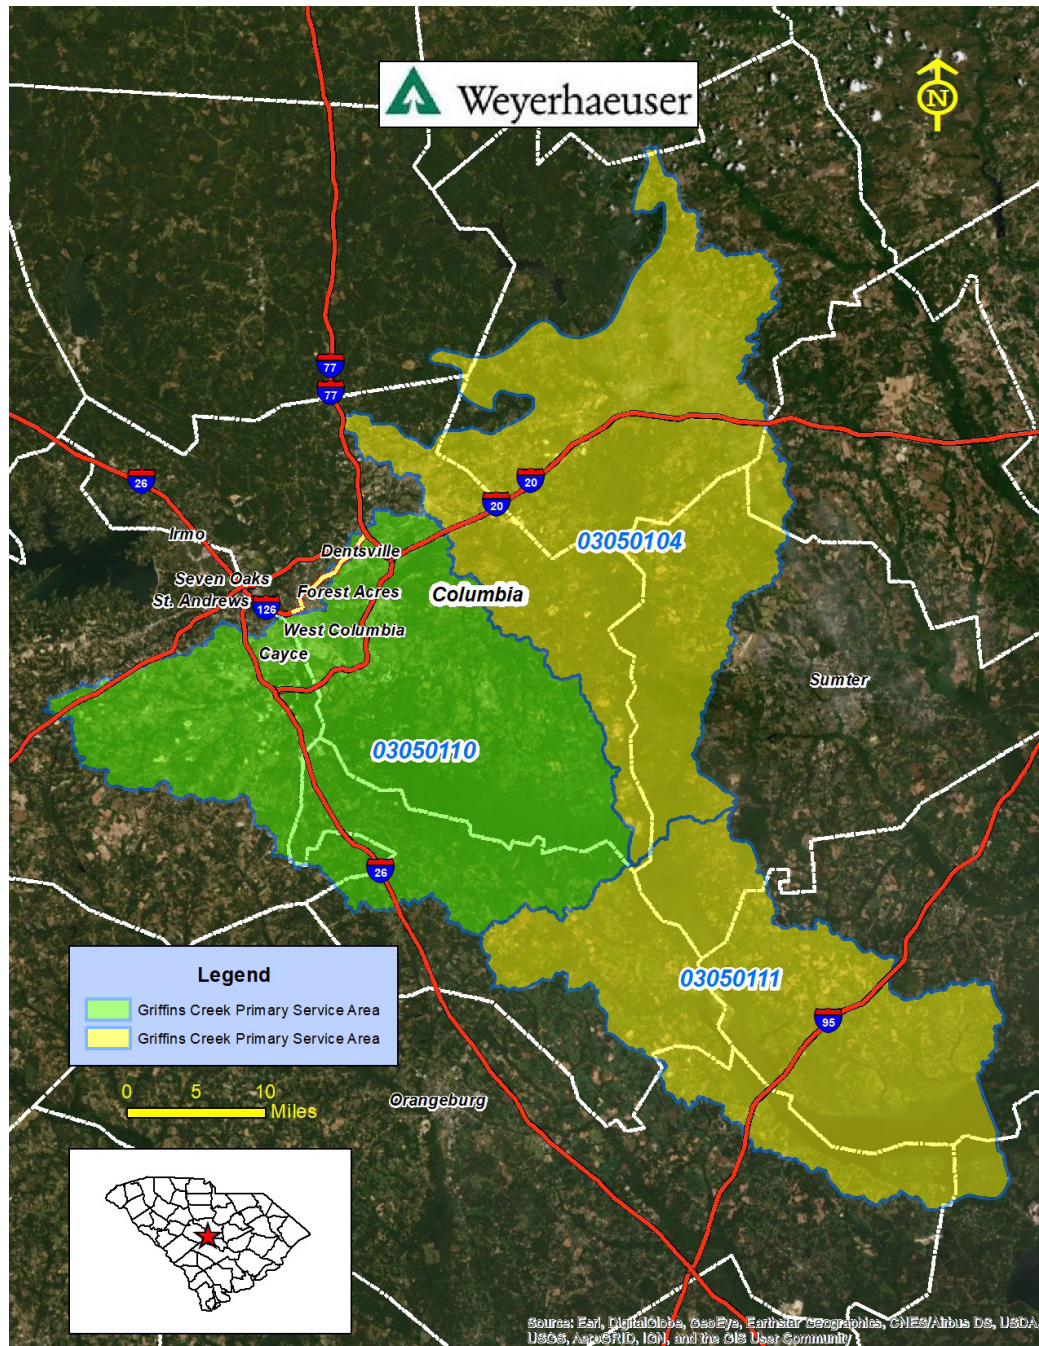 Weyerhaeuser
N
77
77
26
20
20
03050104
Irmo
Dentsville
Seven Oaks
Forest Acres
Columbia
St. Andrews
126
West Columbia
Cayce
Sumter
03050110
26
Legend
Griffins Creek Primary Service Area
Griffins Creek Primary Service Area
03050111
95
0 5 10
Miles
Orangeburg
Source: Esri, DigitalGlobe, GeoEye, Earthstar Geographics, CNES/Airbus DS, USDA,
USGS, AeroGRID, IGN, and the GIS User Community